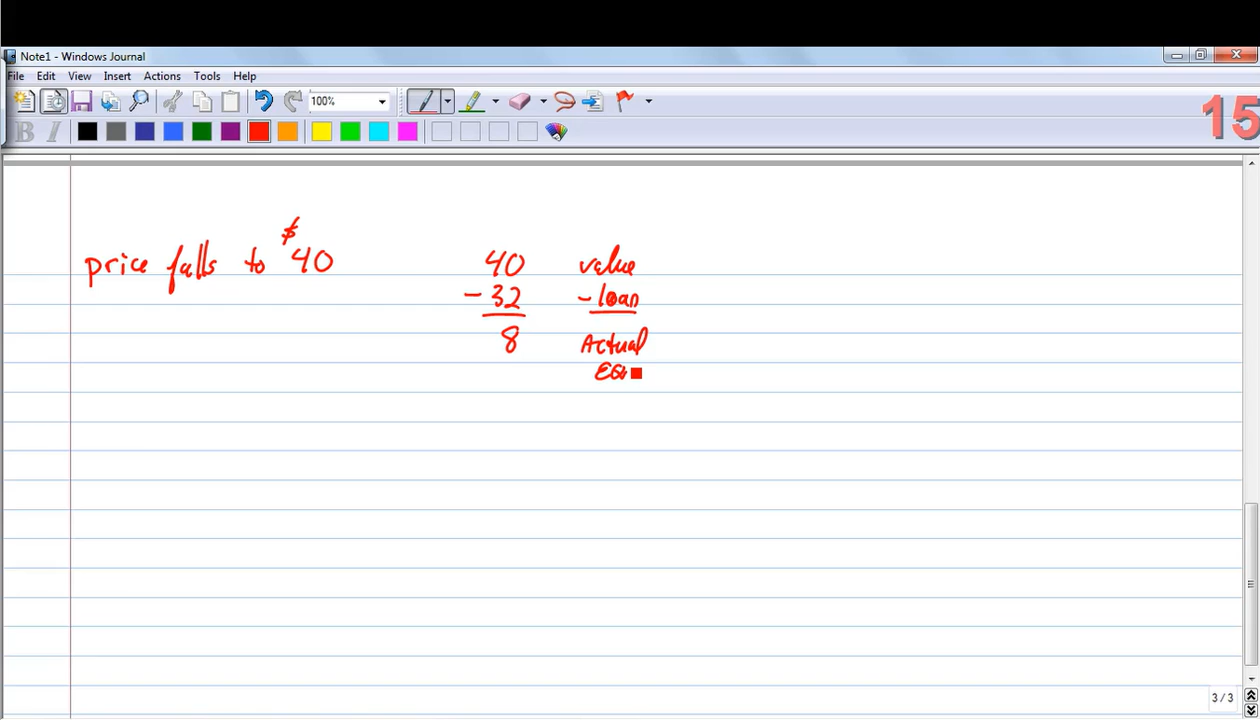 Note1 - Windows Journal
File Edit View Insert Actions Tools Help
100%
B I
15
price falls to $40
40 value
- 32 - loan
8 Actual
EQu
3 / 3